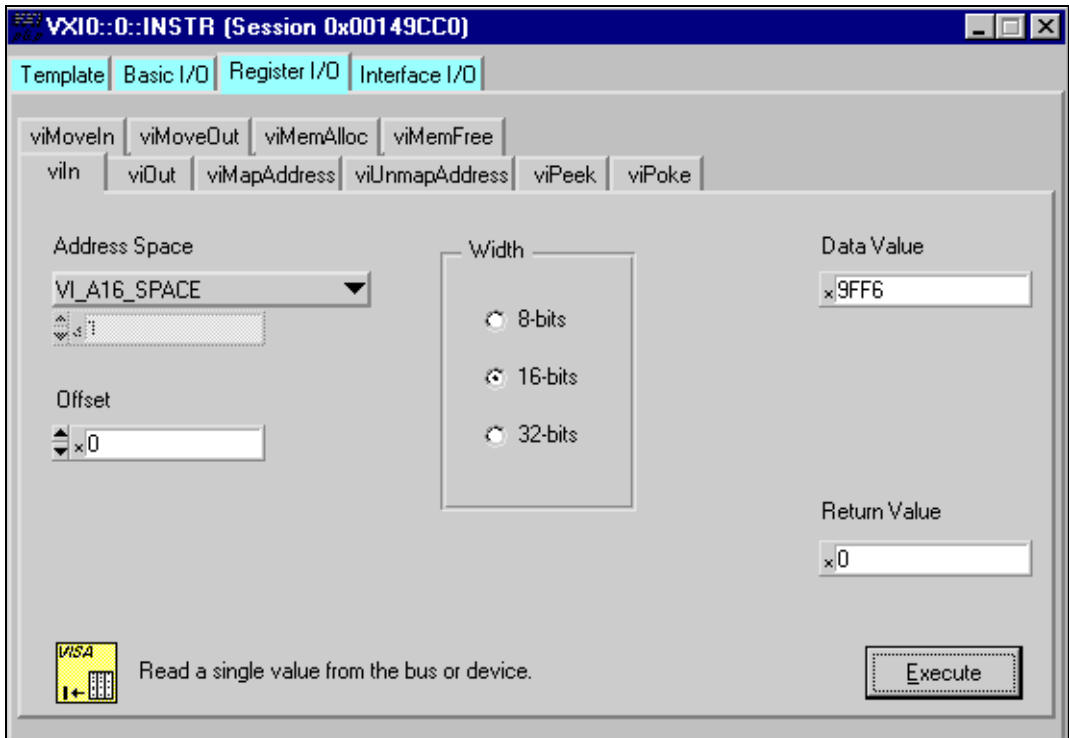 VXI0::0::INSTR (Session 0x00149CC0)
Template Basic I/O Register I/O Interface I/O
viMoveIn viMoveOut viMemAlloc viMemFree
viIn viOut viMapAddress viUnmapAddress viPeek viPoke
Address Space
VI_A16_SPACE
Offset
x0
Width
8-bits
16-bits
32-bits
Data Value
x9FF6
Return Value
x0
VISA
Read a single value from the bus or device.
Execute